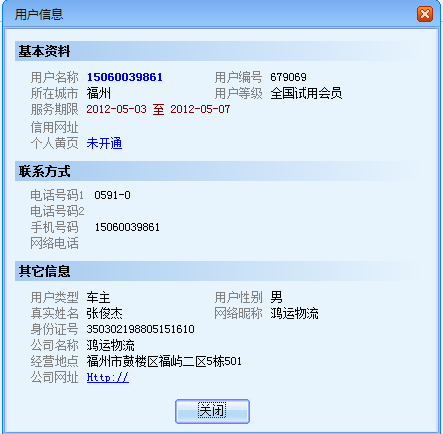 用户信息
基本资料
用户名称 15060039861 用户编号 679069
所在城市 福州 用户等级 全国试用会员
服务期限 2012-05-03 至 2012-05-07
信用网址
个人黄页 未开通
联系方式
电话号码1 0591-0
电话号码2
手机号码 15060039861
网络电话
其它信息
用户类型 车主 用户性别 男
真实姓名 张俊杰 网络昵称 鸿运物流
身份证号 350302198805151610
公司名称 鸿运物流
经营地点 福州市鼓楼区福屿二区5栋501
公司网址 Http://
关闭